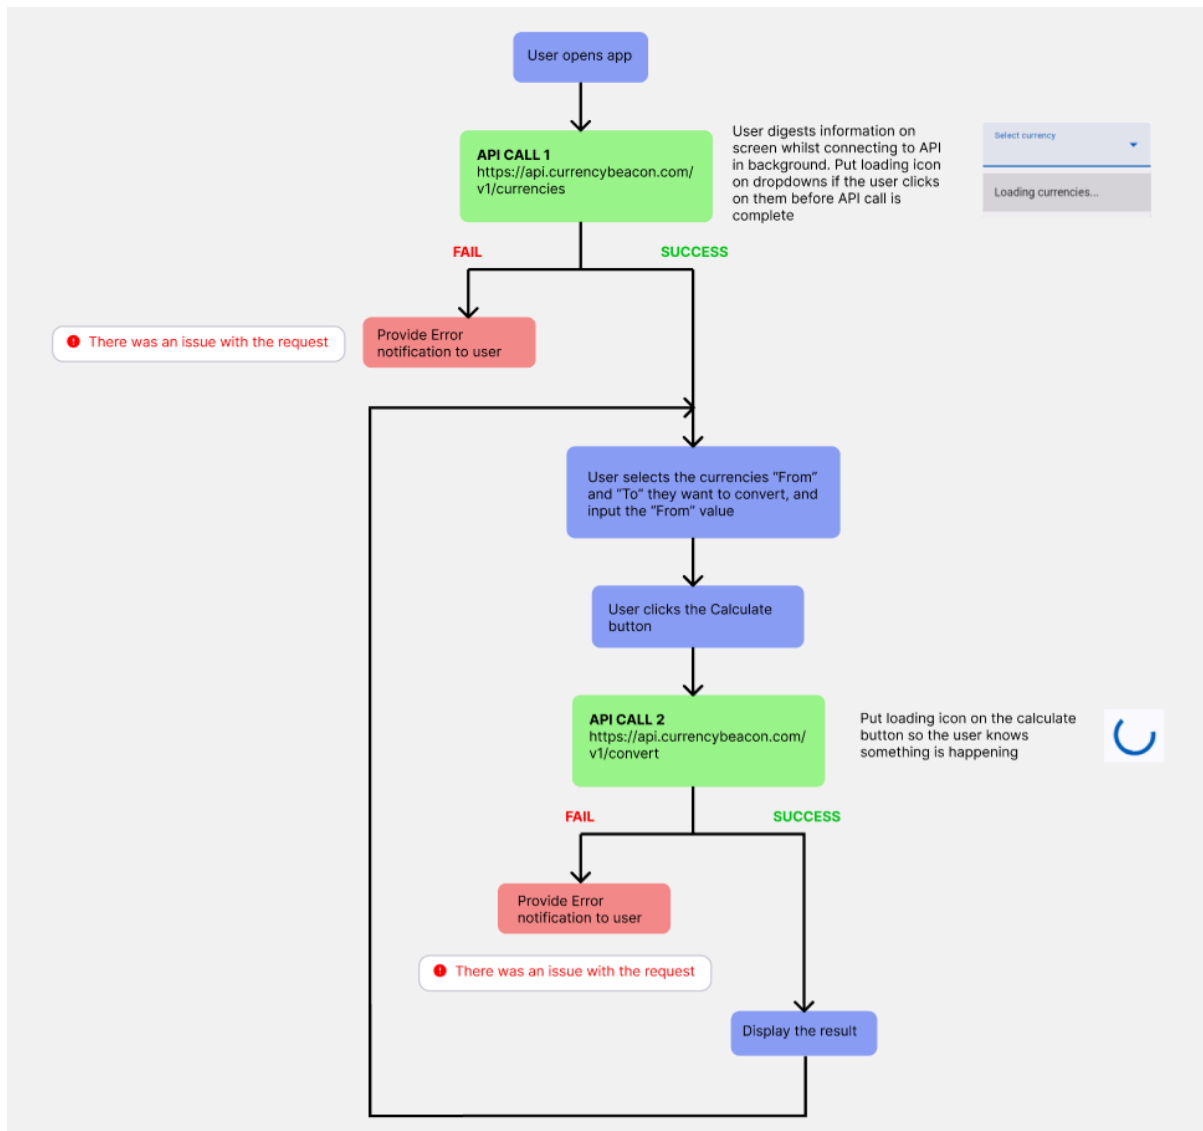 User opens app
API CALL 1
https://api.currencybeacon.com/
v1/currencies
User digests information on
screen whilst connecting to API
in background. Put loading icon
on dropdowns if the user clicks
on them before API call is
complete
Select currency
Loading currencies...
FAIL
SUCCESS
There was an issue with the request
Provide Error
notification to user
User selects the currencies “From”
and “To” they want to convert, and
input the “From” value
User clicks the Calculate
button
API CALL 2
https://api.currencybeacon.com/
v1/convert
Put loading icon on the calculate
button so the user knows
something is happening
FAIL
SUCCESS
Provide Error
notification to user
There was an issue with the request
Display the result